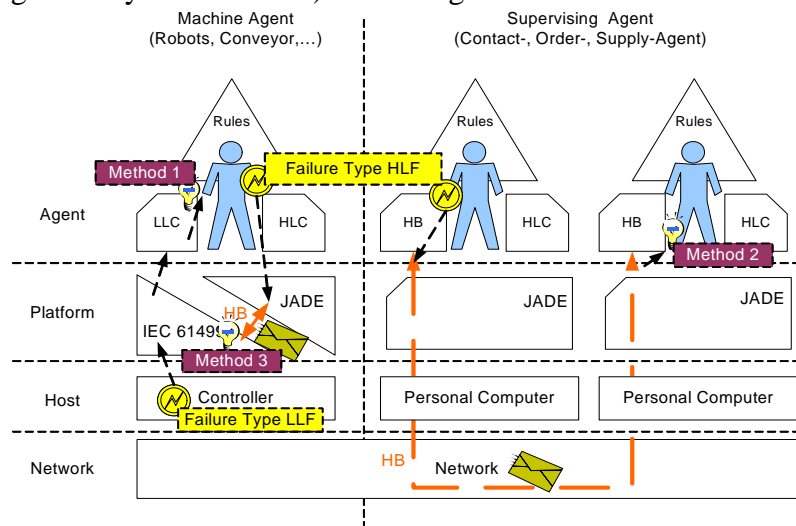 Machine Agent
(Robots, Conveyor,…)
Supervising Agent
(Contact-, Order-, Supply-Agent)
Rules
Rules
Rules
Method 1
Failure Type HLF
Agent
LLC
HLC
HB
HLC
HB
HLC
Method 2
Platform
HB
JADE
JADE
JADE
IEC 61499
Method 3
Host
Controller
Personal Computer
Personal Computer
Failure Type LLF
Network
HB
Network